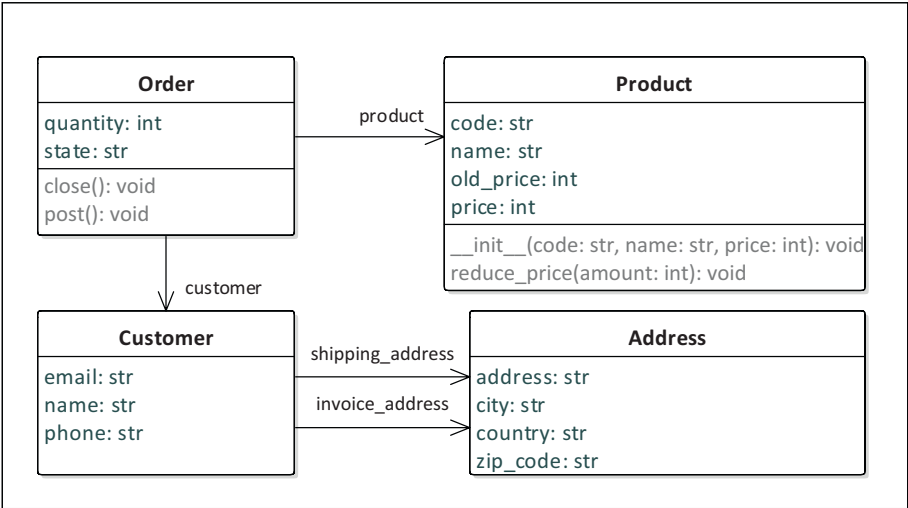 Order
quantity: int
state: str
close(): void
post(): void
product
Product
code: str
name: str
old_price: int
price: int
__init__(code: str, name: str, price: int): void
reduce_price(amount: int): void
customer
Customer
email: str
name: str
phone: str
shipping_address
invoice_address
Address
address: str
city: str
country: str
zip_code: str